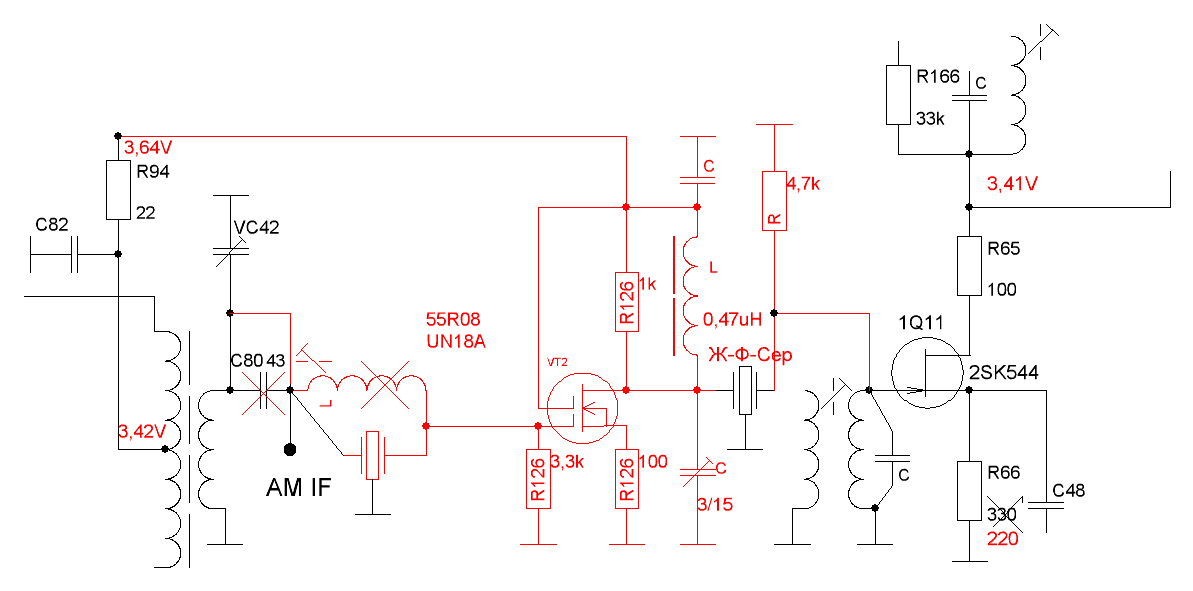 R166
C
33k
3,64V
R94
22
C
4,7k
R
3,41V
C82
VC42
R65
100
L
R126
1k
55R08
UN18A
0,47uH
1Q11
C80
43
VT2
Ж-Ф-Сер
2SK544
L
3,42V
R126
3,3k
R126
100
C
3/15
C
R66
330
220
C48
AM IF